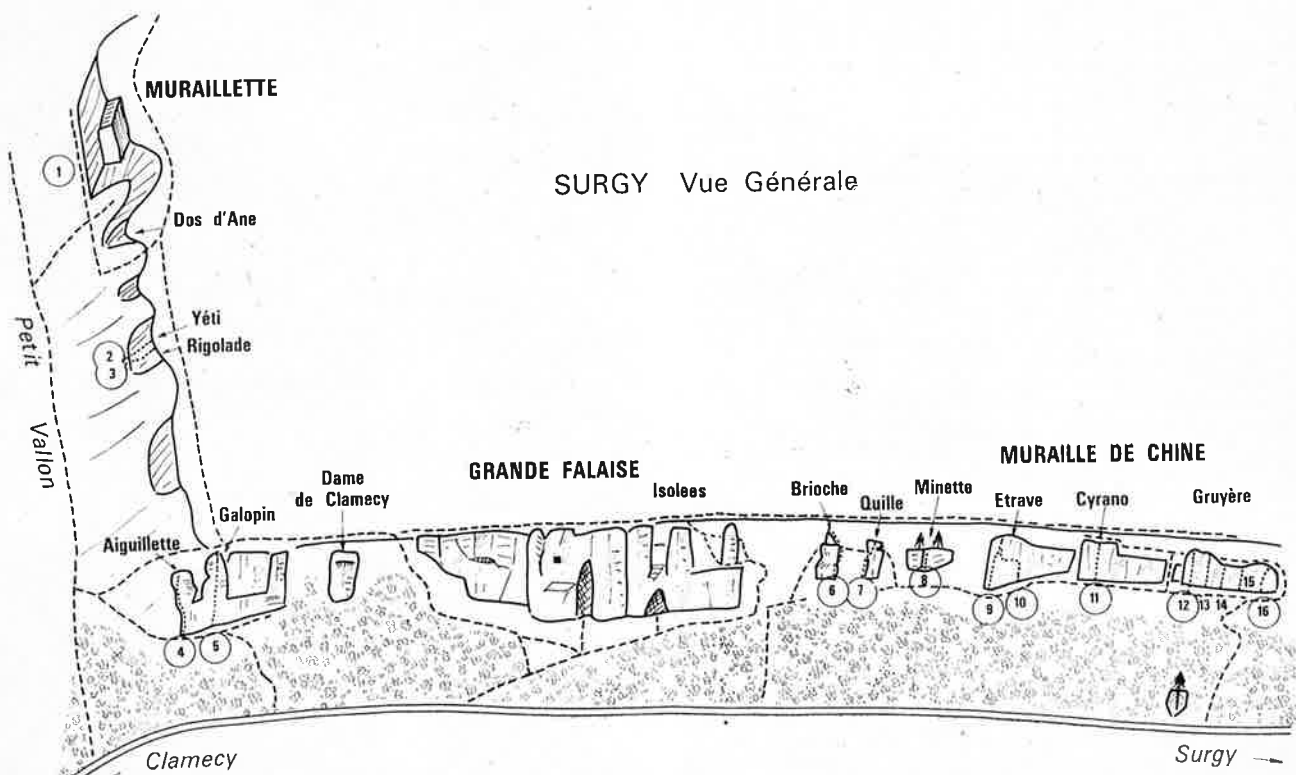 MURAILLETTE
1
SURGY Vue Générale
Dos d'Ane
Petit Vallon
Yéti
2
Rigolade
3
MURAILLE DE CHINE
GRANDE FALAISE
Dame
de Clamecy
Isolees
Brioche
Quille
Minette
Etrave
Cyrano
Gruyère
Galopin
Aiguillette
4
5
6
7
8
9
10
11
12
13
14
15
16
Clamecy
Surgy